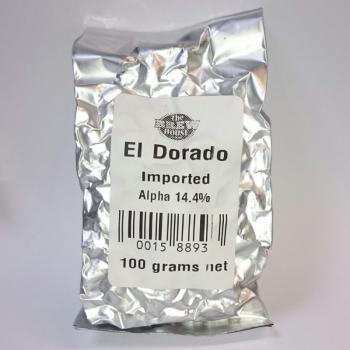 The
BREW
HOUSE
El Dorado
Imported
Alpha 14.4%
0015 8893
100 grams net